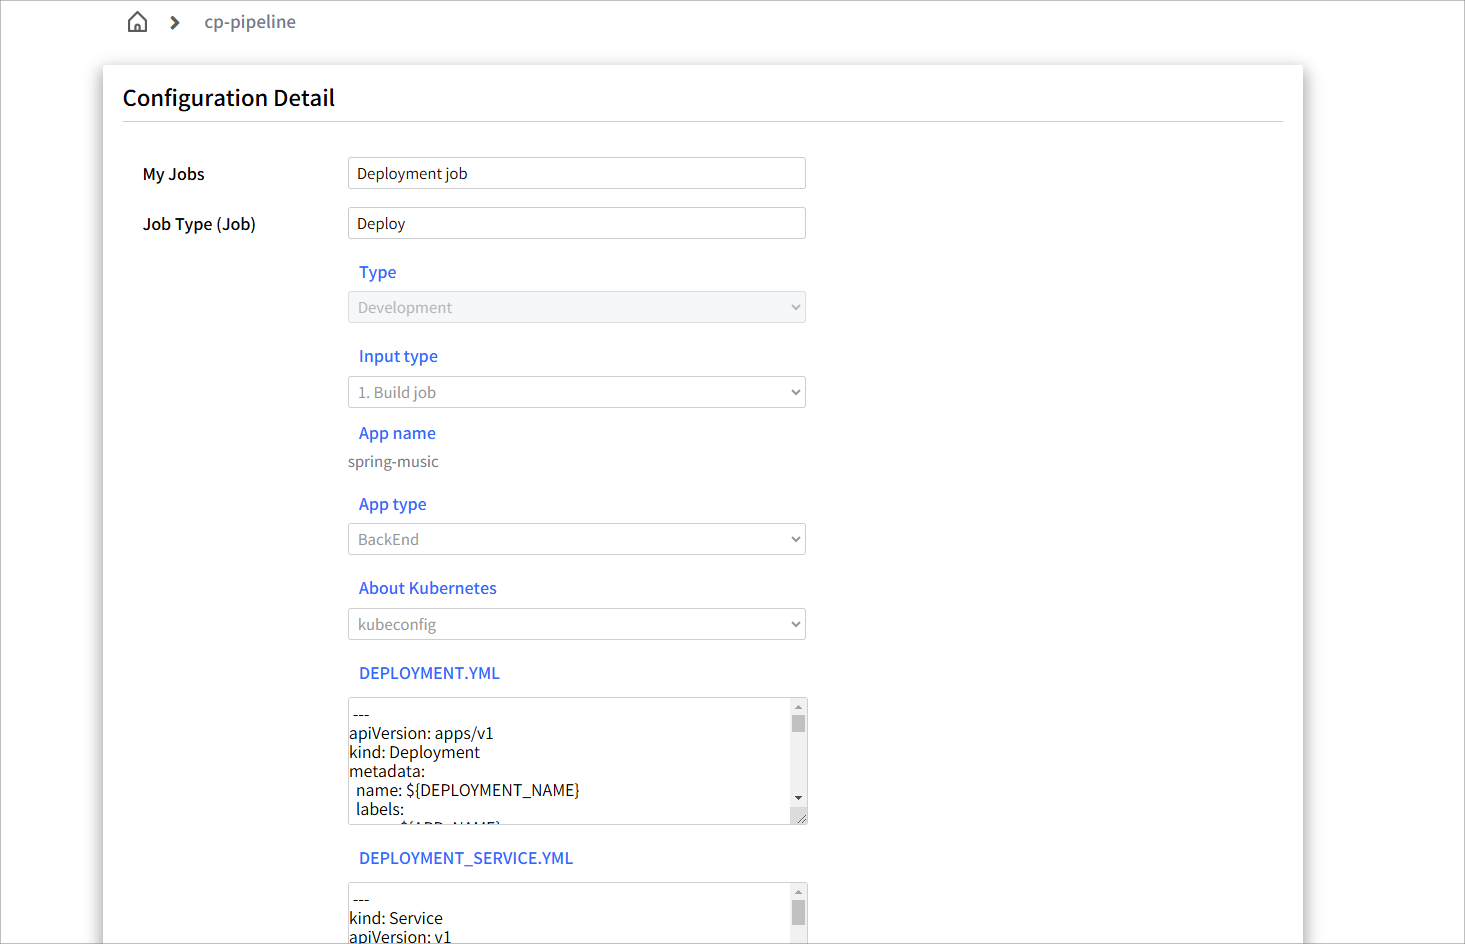 cp-pipeline
Configuration Detail
My Jobs
Deployment job
Job Type (Job)
Deploy
Type
Development
Input type
1. Build job
App name
spring-music
App type
BackEnd
About Kubernetes
kubeconfig
DEPLOYMENT.YML
---
apiVersion: apps/v1
kind: Deployment
metadata:
name: ${DEPLOYMENT_NAME}
labels:
DEPLOYMENT_SERVICE.YML
---
kind: Service
apiVersion: v1